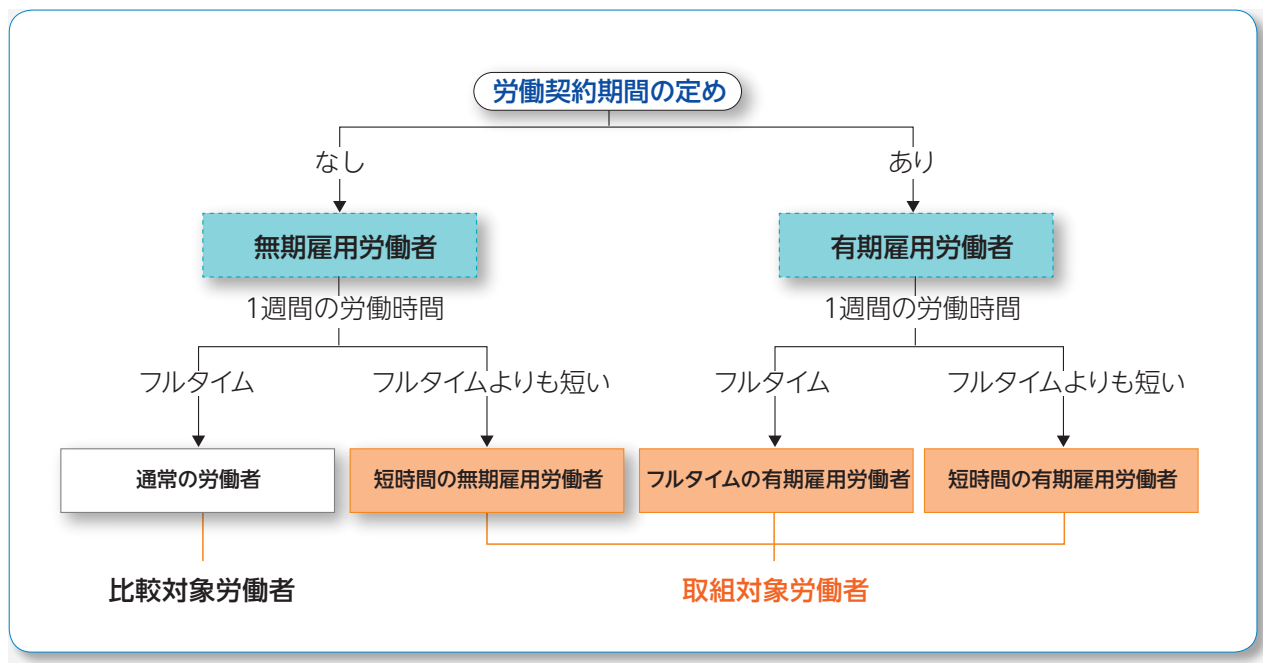 労働契約期間の定め
なし
あり
無期雇用労働者
有期雇用労働者
1週間の労働時間
1週間の労働時間
フルタイム
フルタイムよりも短い
フルタイム
フルタイムよりも短い
通常の労働者
短時間の無期雇用労働者
フルタイムの有期雇用労働者
短時間の有期雇用労働者
比較対象労働者
取組対象労働者